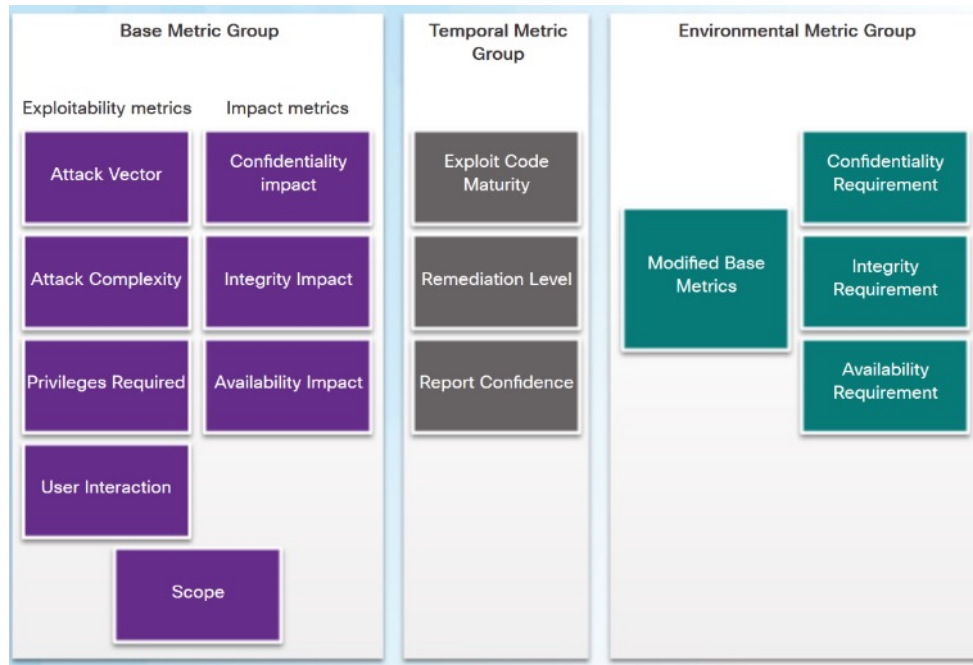 Base Metric Group
Exploitability metrics
Impact metrics
Attack Vector
Confidentiality
impact
Attack Complexity
Integrity Impact
Privileges Required
Availability Impact
User Interaction
Scope
Temporal Metric
Group
Exploit Code
Maturity
Remediation Level
Report Confidence
Environmental Metric Group
Modified Base
Metrics
Confidentiality
Requirement
Integrity
Requirement
Availability
Requirement